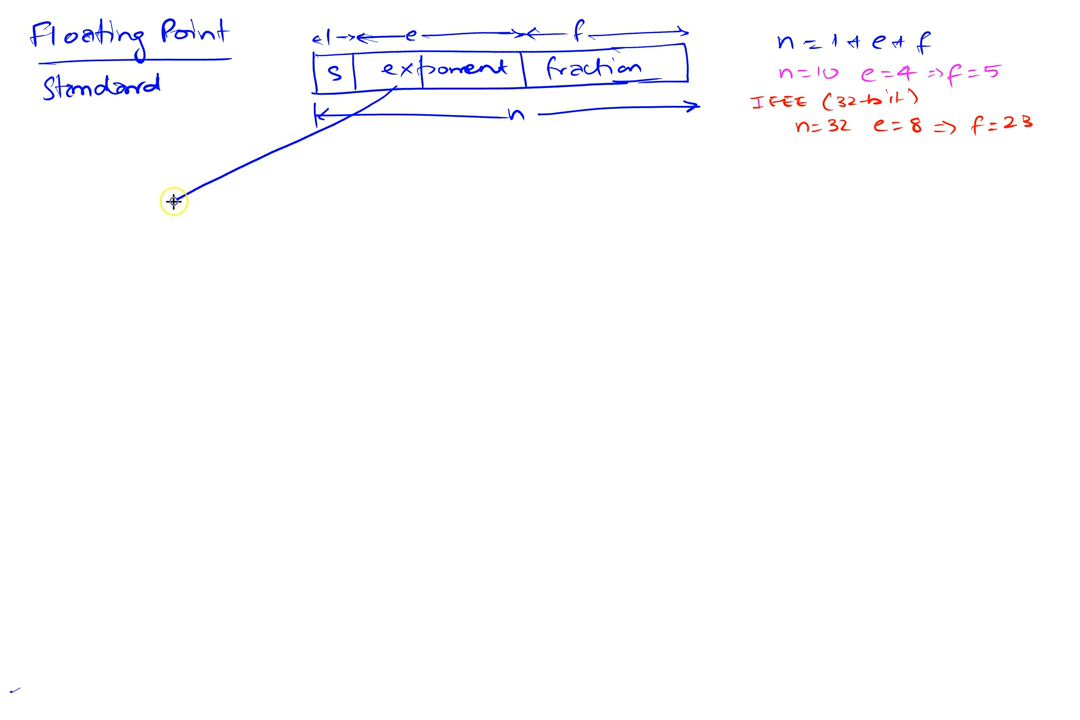 Floating Point
Standard
1 e f
S exponent fraction
n
n = 1 + e + f
n=10 e=4 => f=5
IEEE (32-bit)
n=32 e=8 => f=23